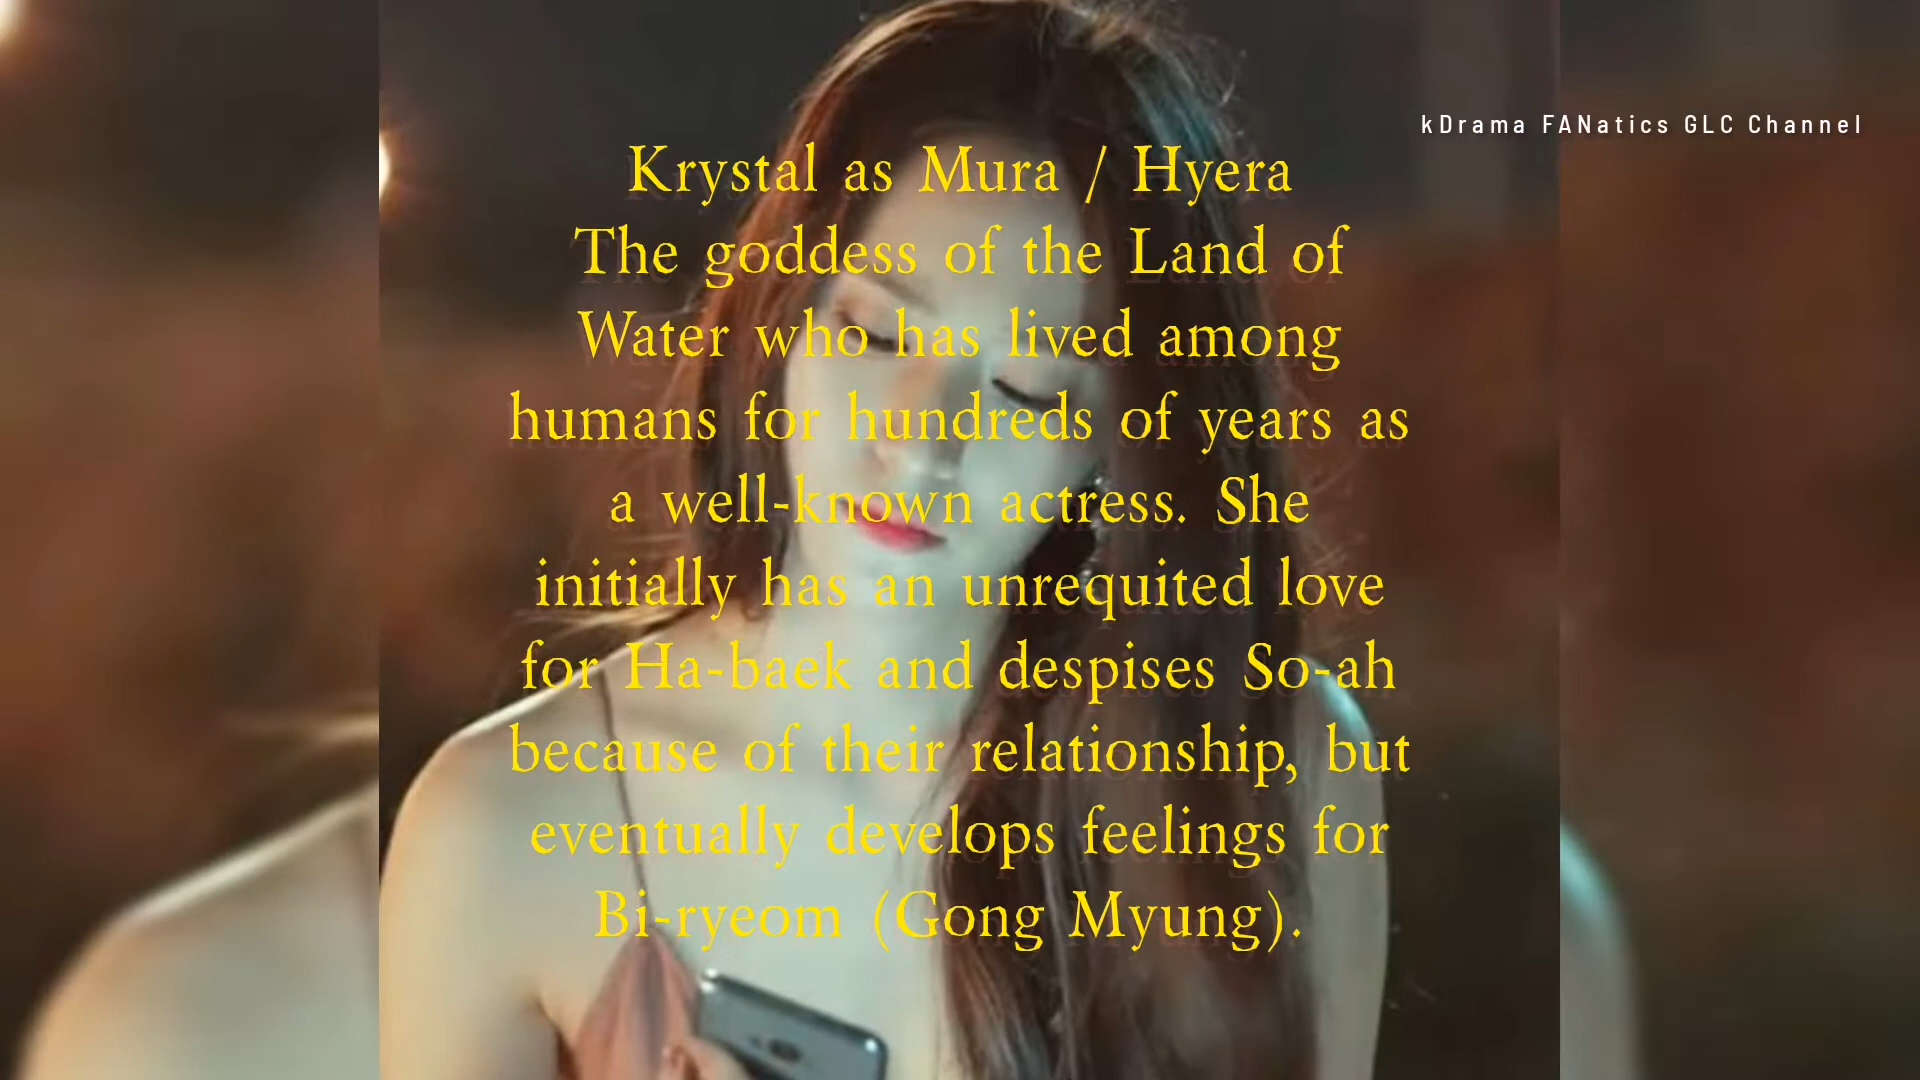 kDrama FANatics GLC Channel
Krystal as Mura / Hyera
The goddess of the Land of
Water who has lived among
humans for hundreds of years as
a well-known actress. She
initially has an unrequited love
for Ha-baek and despises So-ah
because of their relationship, but
eventually develops feelings for
Bi-ryeom (Gong Myung).